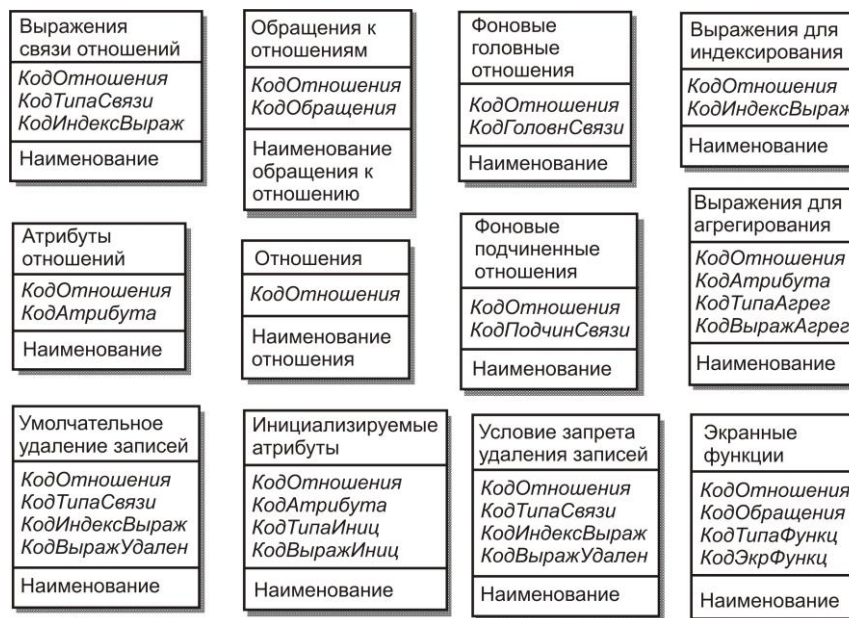 Выражения
связи отношений
КодОтношения
КодТипаСвязи
КодИндексВыраж
Наименование
Обращения к
отношениям
КодОтношения
КодОбращения
Наименование
обращения к
отношению
Фоновые
головные
отношения
КодОтношения
КодГоловнСвязи
Наименование
Выражения для
индексирования
КодОтношения
КодИндексВыраж
Наименование
Атрибуты
отношений
КодОтношения
КодАтрибута
Наименование
Отношения
КодОтношения
Наименование
отношения
Фоновые
подчиненные
отношения
КодОтношения
КодПодчинСвязи
Наименование
Выражения для
агрегирования
КодОтношения
КодАтрибута
КодТипаАгрег
КодВыражАгрег
Наименование
Умолчательное
удаление записей
КодОтношения
КодТипаСвязи
КодИндексВыраж
КодВыражУдален
Наименование
Инициализируемые
атрибуты
КодОтношения
КодАтрибута
КодТипаИниц
КодВыражИниц
Наименование
Условие запрета
удаления записей
КодОтношения
КодТипаСвязи
КодИндексВыраж
КодВыражУдален
Наименование
Экранные
функции
КодОтношения
КодОбращения
КодТипаФункц
КодЭкрФункц
Наименование